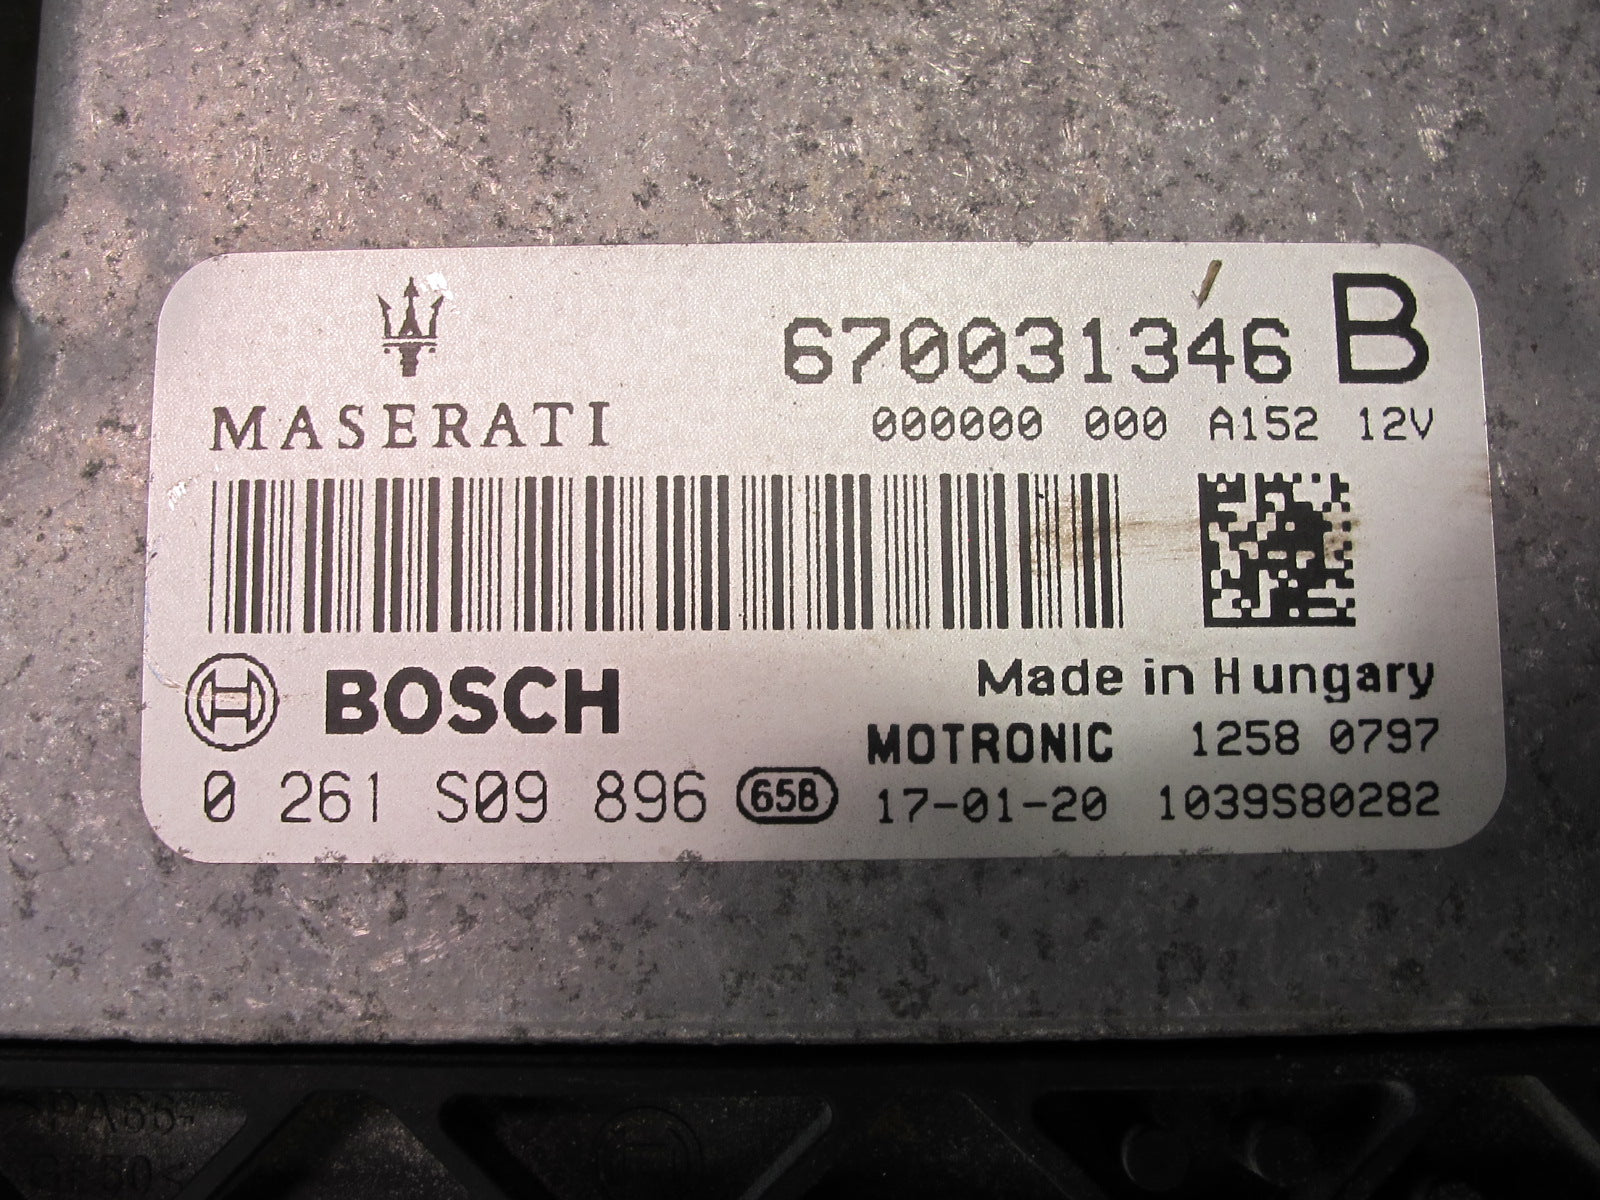 670031346 B
MASERATI
000000 000 A152 12V
BOSCH
Made in Hungary
MOTRONIC 1258 0797
0 261 S09 896 658 17-01-20 1039S80282
>PA66-